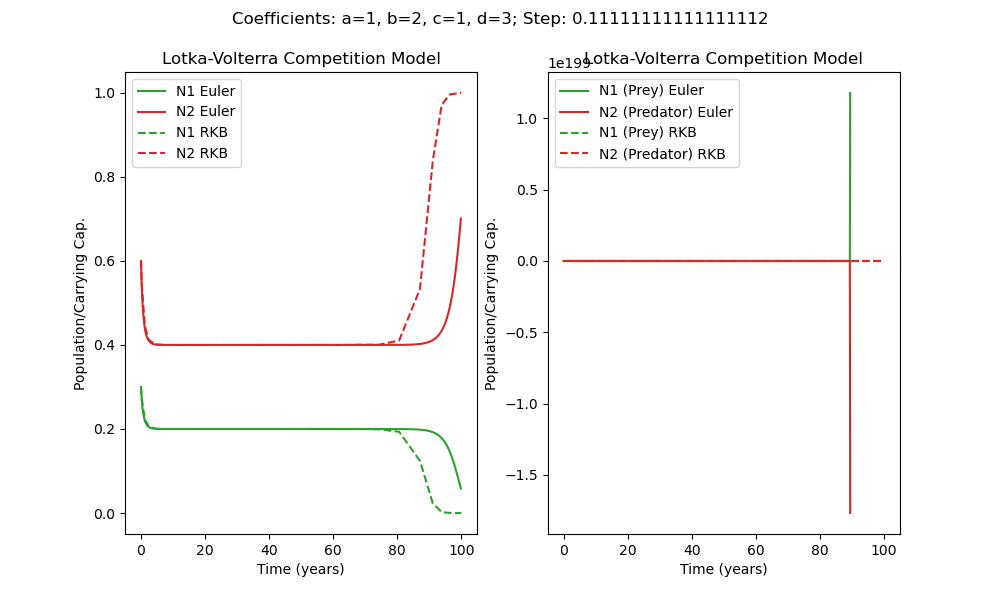 Coefficients: a=1, b=2, c=1, d=3; Step: 0.11111111111111112
Lotka-Volterra Competition Model
N1 Euler
N2 Euler
N1 RKB
N2 RKB
1.0
0.8
0.6
0.4
0.2
0.0
Population/Carrying Cap.
0 20 40 60 80 100
Time (years)
Lotka-Volterra Competition Model
1e199
N1 (Prey) Euler
N2 (Predator) Euler
N1 (Prey) RKB
N2 (Predator) RKB
1.0
0.5
0.0
−0.5
−1.0
−1.5
Population/Carrying Cap.
0 20 40 60 80 100
Time (years)